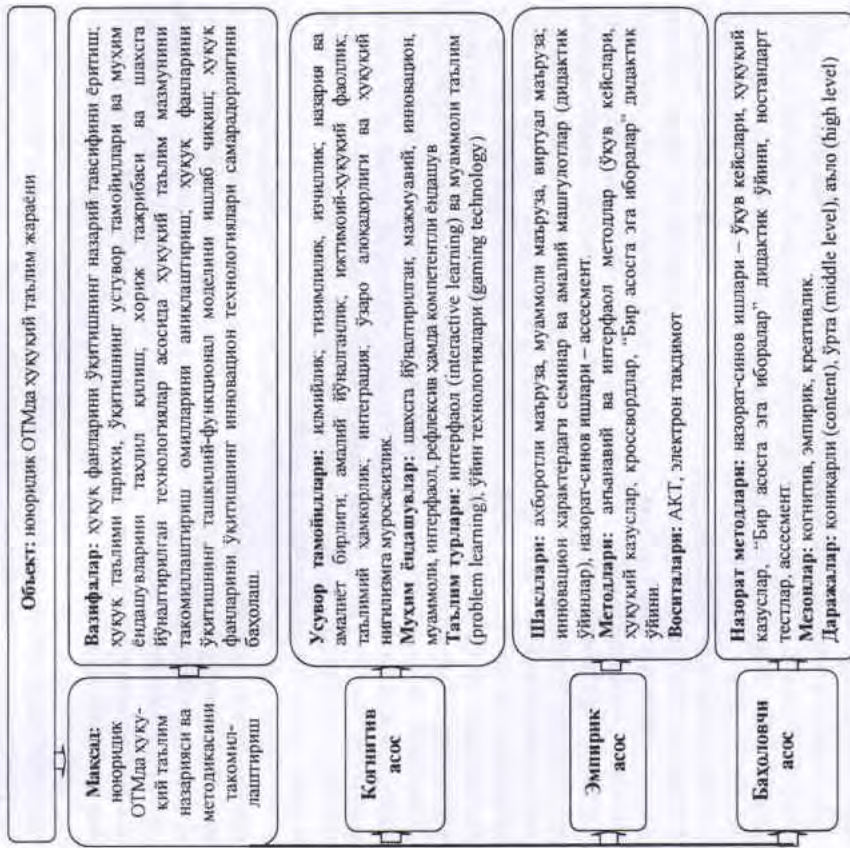 Объект: ноюридик ОТМда ҳуқуқий таълим жараёни
Мақсад:
ноюридик
ОТМда ҳуқу-
қий таълим
назарияси ва
методикасини
такомил-
лаштириш
Вазифалар: ҳуқуқ фанларини ўқитишнинг назарий тавсифини ёритиш;
ҳуқуқ таълими тарихи, ўқитишнинг устувор тамойиллари ва муҳим
ёндашувларини таҳлил қилиш; хориж тажрибаси ва шахсга
йўналтирилган технологиялар асосида ҳуқуқий таълим мазмунини
такомиллаштириш омилларини аниқлаштириш; ҳуқуқ фанларини
ўқитишнинг ташкилий-функционал моделини ишлаб чиқиш; ҳуқуқ
фанларини ўқитишнинг инновацион технологиялари самарадорлигини
баҳолаш.
Когнитив
асос
Усувор тамойиллари: илмийлик, тизимлилик, изчиллик, назария ва
амалиёт бирлиги; амалий йўналганлик; ижтимоий-ҳуқуқий фаоллик;
таълимий ҳамкорлик; интеграция; ўзаро алоқадорлиги ва ҳуқуқий
нигилизмга муросасизлик.
Муҳим ёндашувлар: шахсга йўналтирилган, мажмуавий, инновацион,
муаммоли, интерфаол, рефлексив ҳамда компетентли ёндашув
Таълим турлари: интерфаол (interactive learning) ва муаммоли таълим
(problem learning), ўйин технологиялари (gaming technology)
Эмпирик
асос
Шакллари: ахборотли маъруза, муаммоли маъруза, виртуал маъруза;
инновацион характердаги семинар ва амалий машғулотлар (дидактик
ўйинлар), назорат-синов ишлари – ассесмент.
Методлари: анъанавий ва интерфаол методлар (ўқув кейслари,
ҳуқуқий казуслар, кроссвордлар, “Бир асоста эга иборалар” дидактик
ўйини.
Воситалари: АКТ, электрон тақдимот
Баҳоловчи
асос
Назорат методлари: назорат-синов ишлари – ўқув кейслари, ҳуқуқий
казуслар, “Бир асоста эга иборалар” дидактик ўйини, ностандарт
тестлар, ассесмент.
Мезонлар: когнитив, эмпирик, креативлик.
Даражалар: кониқарли (content), ўрта (middle level), аъло (high level)